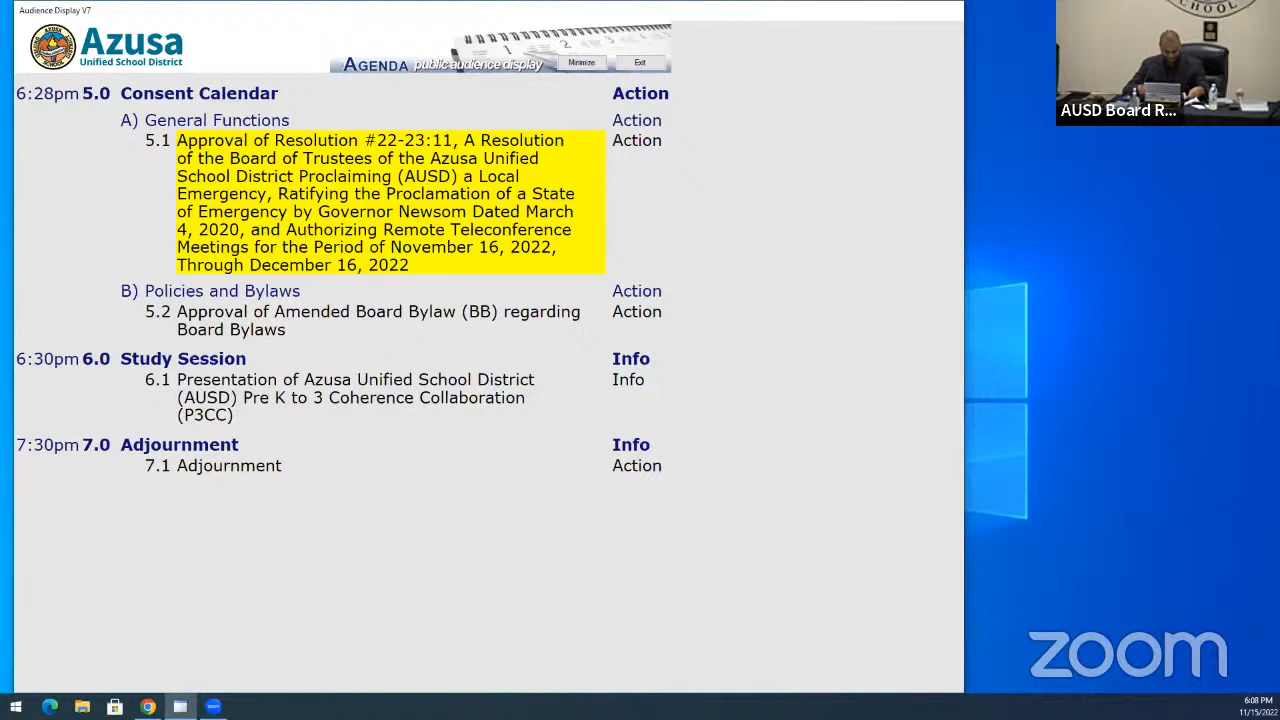 Audience Display V7
SCHOOL
Azusa
Unified School District
1 2 3
AGENDA public audience display
Minimize Exit
6:28pm 5.0 Consent Calendar Action
A) General Functions Action
5.1 Approval of Resolution #22-23:11, A Resolution Action
of the Board of Trustees of the Azusa Unified
School District Proclaiming (AUSD) a Local
Emergency, Ratifying the Proclamation of a State
of Emergency by Governor Newsom Dated March
4, 2020, and Authorizing Remote Teleconference
Meetings for the Period of November 16, 2022,
Through December 16, 2022
B) Policies and Bylaws Action
5.2 Approval of Amended Board Bylaw (BB) regarding Action
Board Bylaws
6:30pm 6.0 Study Session Info
6.1 Presentation of Azusa Unified School District Info
(AUSD) Pre K to 3 Coherence Collaboration
(P3CC)
7:30pm 7.0 Adjournment Info
7.1 Adjournment Action
AUSD Board R...
zoom
zoom
6:08 PM
11/15/2022